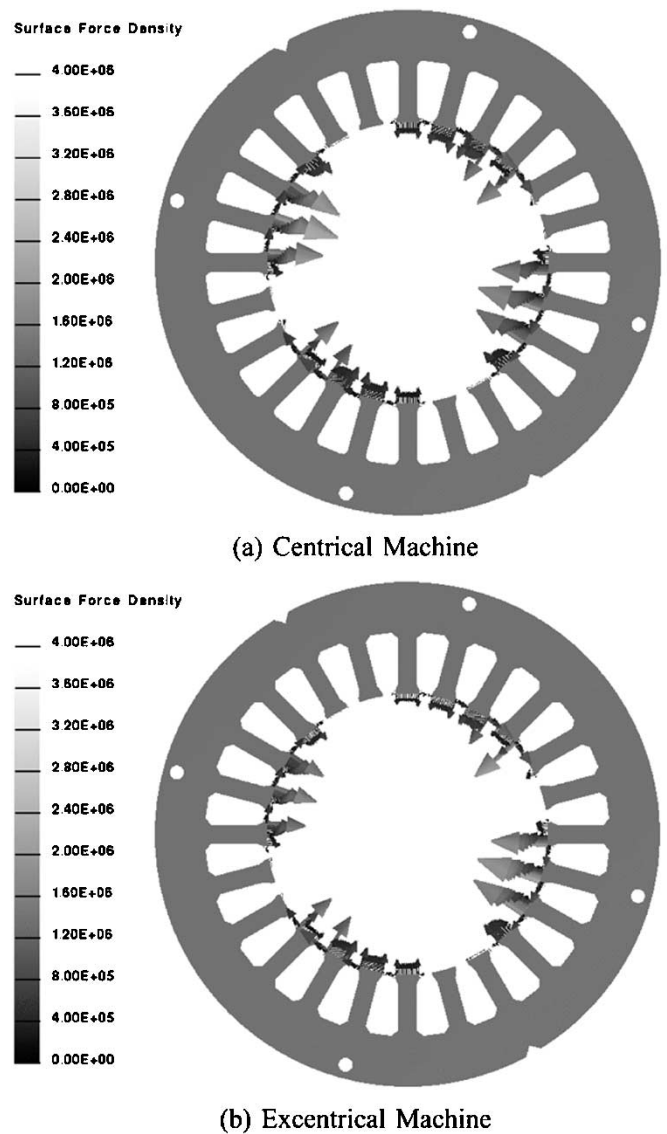 Surface Force Density
4.00E+06
3.60E+06
3.20E+06
2.80E+06
2.40E+06
2.00E+06
1.60E+06
1.20E+06
8.00E+05
4.00E+05
0.00E+00
(a) Centrical Machine
Surface Force Density
4.00E+06
3.60E+06
3.20E+06
2.80E+06
2.40E+06
2.00E+06
1.60E+06
1.20E+06
8.00E+05
4.00E+05
0.00E+00
(b) Excentrical Machine